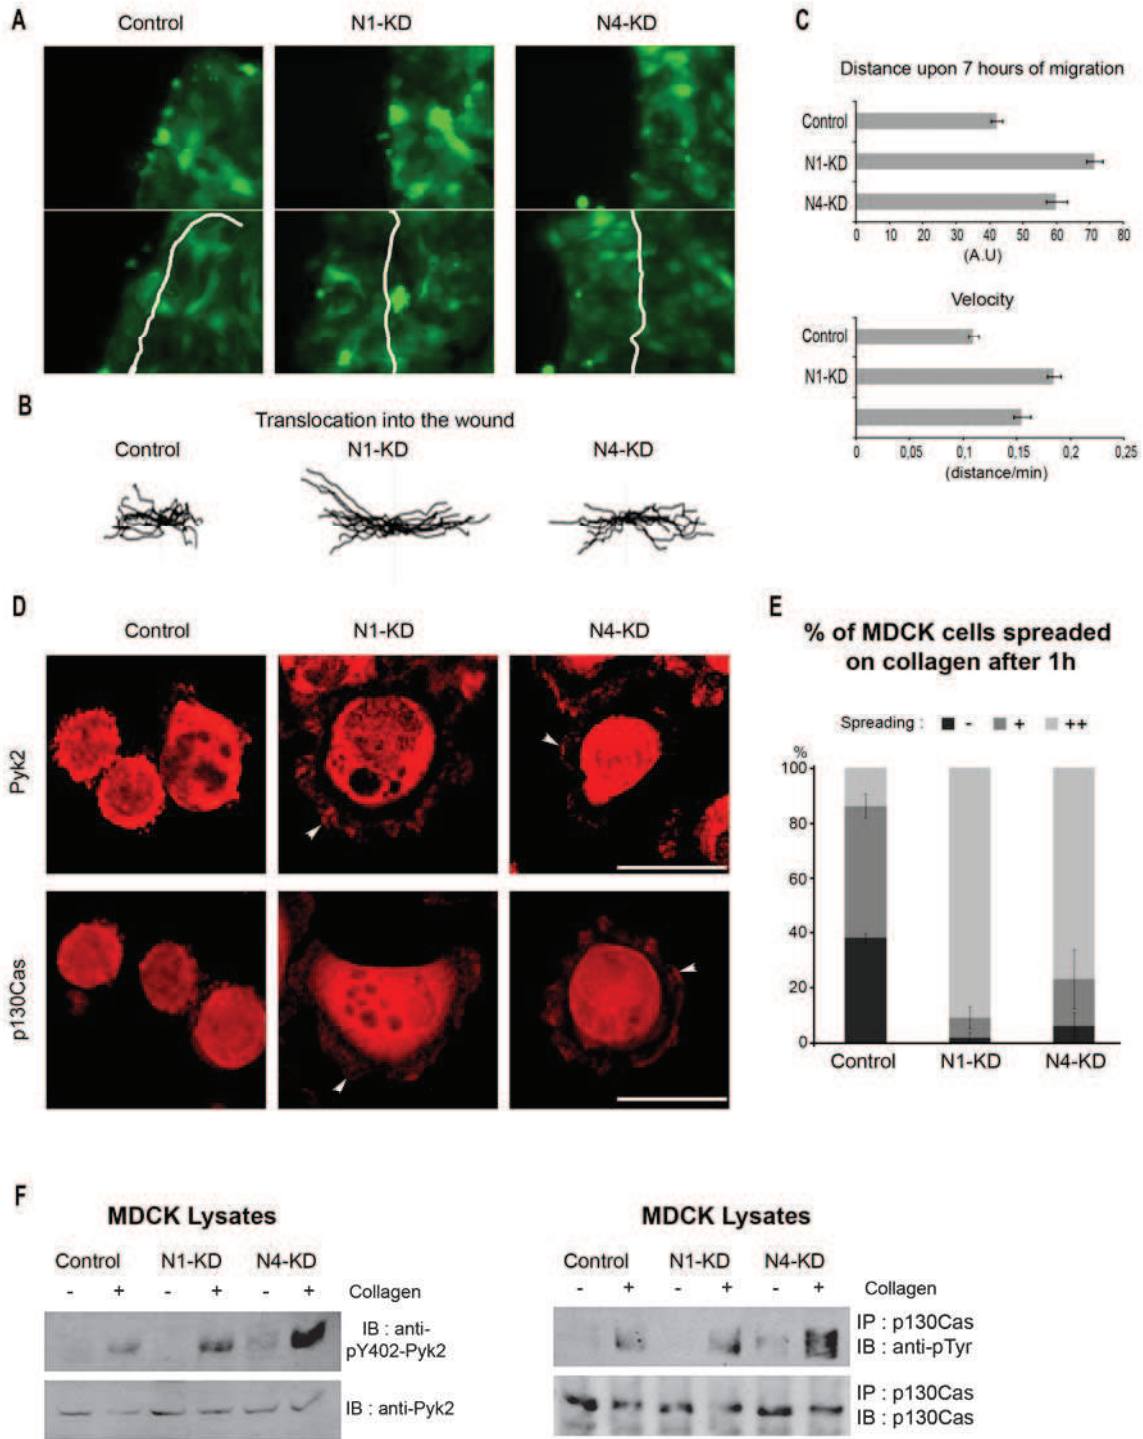 A
Control
N1-KD
N4-KD
B
Translocation into the wound
Control
N1-KD
N4-KD
C
Distance upon 7 hours of migration
Control
N1-KD
N4-KD
0 10 20 30 40 50 60 70 80
(A.U)
Velocity
Control
N1-KD
0 0,05 0,1 0,15 0,2 0,25
(distance/min)
D
Control
N1-KD
N4-KD
Pyk2
p130Cas
E
% of MDCK cells spreaded
on collagen after 1h
Spreading : - + ++
%
100
80
60
40
20
0
Control N1-KD N4-KD
F
MDCK Lysates
Control N1-KD N4-KD
- + - + - + Collagen
IB : anti-
pY402-Pyk2
IB : anti-Pyk2
MDCK Lysates
Control N1-KD N4-KD
- + - + - + Collagen
IP : p130Cas
IB : anti-pTyr
IP : p130Cas
IB : p130Cas